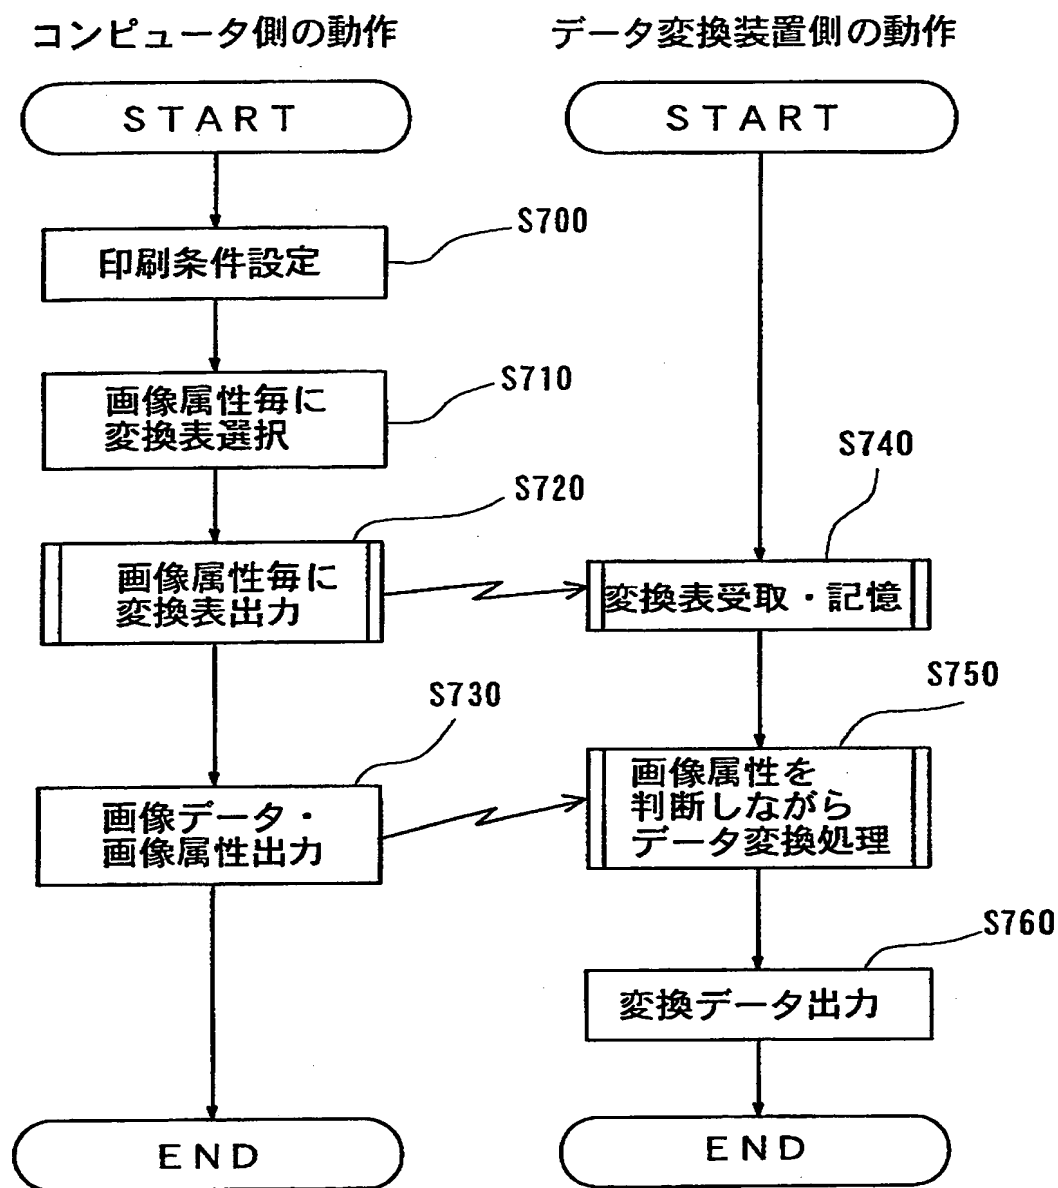 コンピュータ側の動作
START
S700
印刷条件設定
S710
画像属性毎に
変換表選択
S720
画像属性毎に
変換表出力
S730
画像データ・
画像属性出力
END
データ変換装置側の動作
START
S740
変換表受取・記憶
S750
画像属性を
判断しながら
データ変換処理
S760
変換データ出力
END